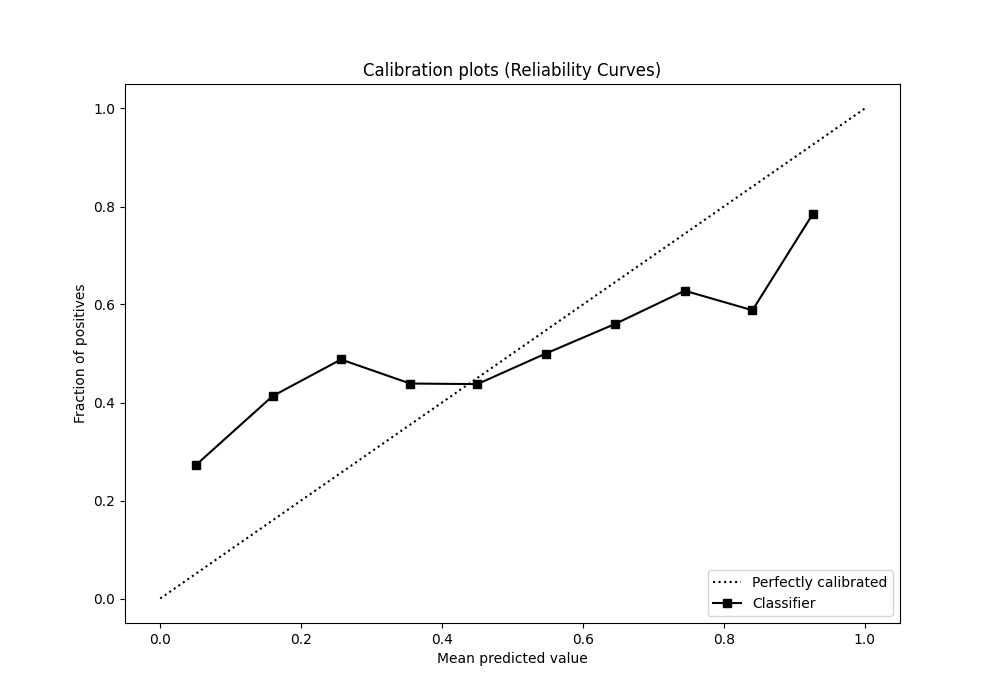 Calibration plots (Reliability Curves)
Fraction of positives
1.0
0.8
0.6
0.4
0.2
0.0
0.0 0.2 0.4 0.6 0.8 1.0
Mean predicted value
Perfectly calibrated
Classifier